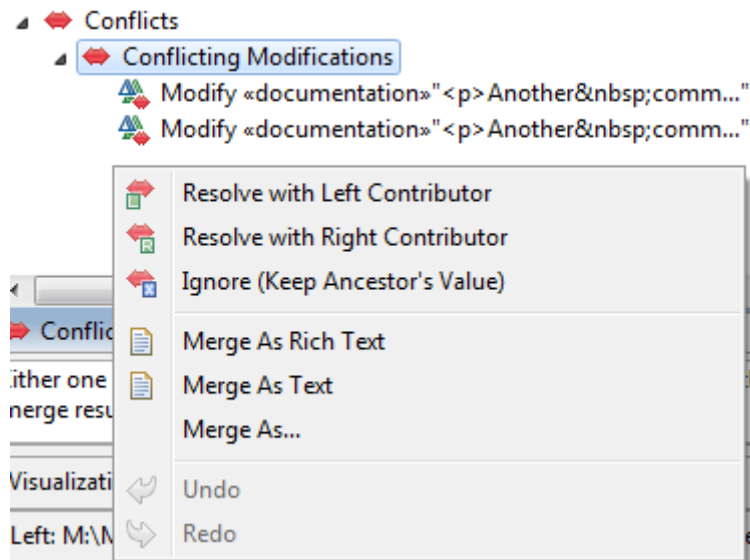 Conflicts
Conflicting Modifications
Modify «documentation»"<p>Another&nbsp;comm..."
Modify «documentation»"<p>Another&nbsp;comm..."
Resolve with Left Contributor
Resolve with Right Contributor
Ignore (Keep Ancestor's Value)
Conflic
Merge As Rich Text
ither one
Merge As Text
merge resu
Merge As...
Visualizati
Undo
Left: M:\M
Redo